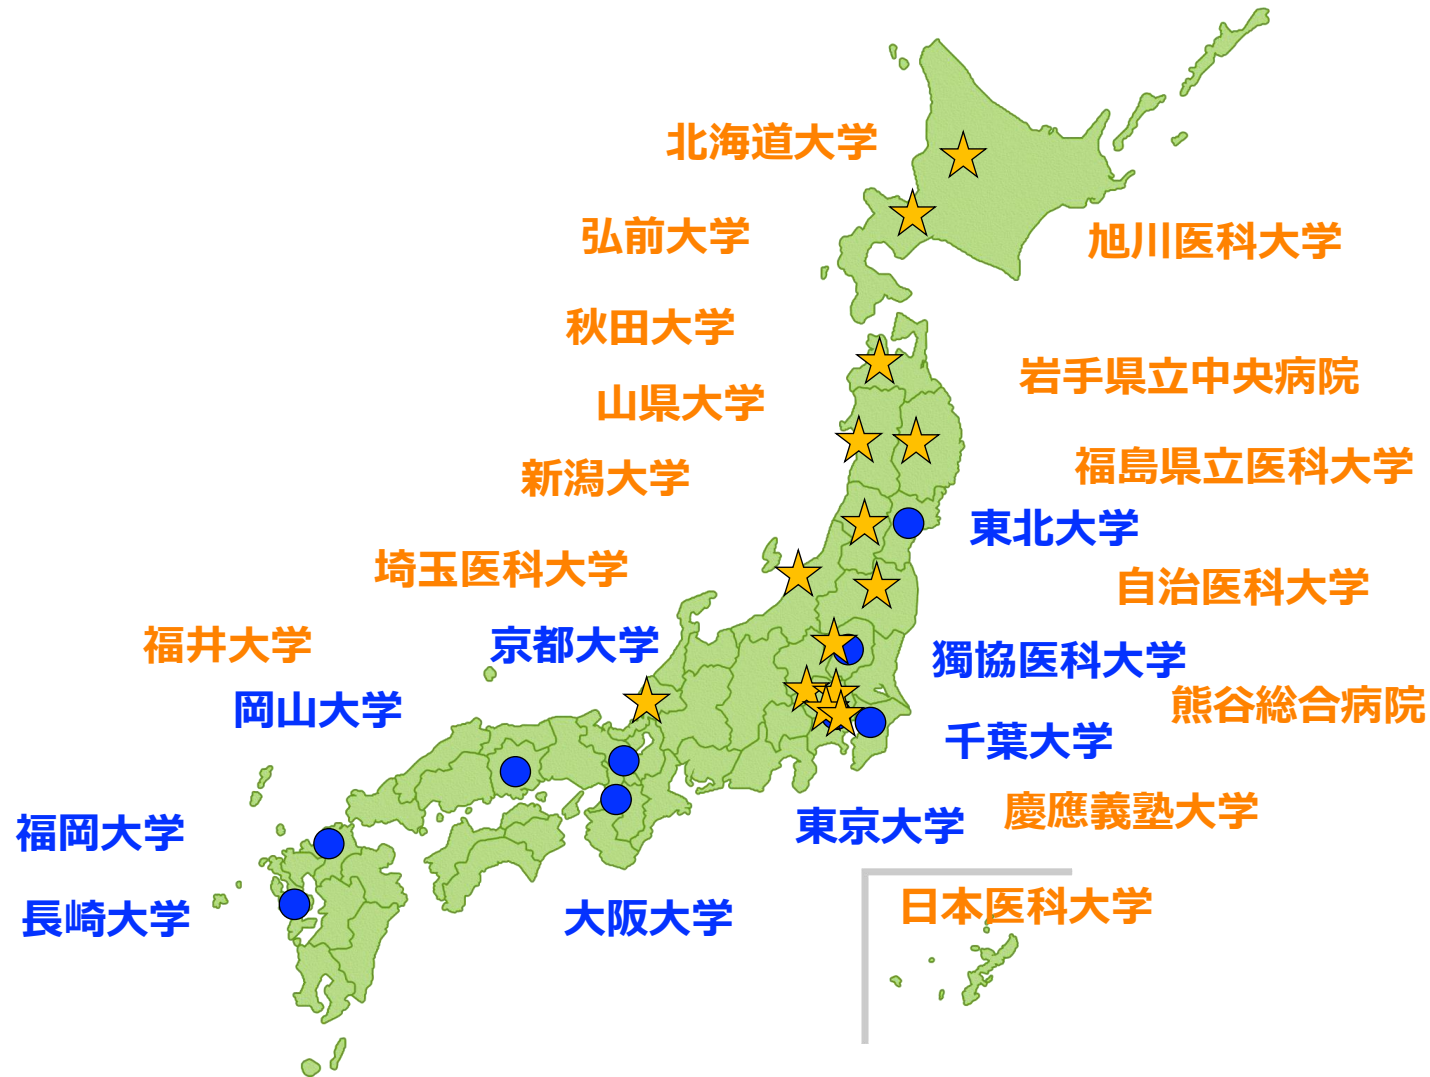 北海道大学
弘前大学
旭川医科大学
秋田大学
岩手県立中央病院
山県大学
福島県立医科大学
新潟大学
東北大学
埼玉医科大学
自治医科大学
福井大学
京都大学
獨協医科大学
岡山大学
熊谷総合病院
千葉大学
慶應義塾大学
東京大学
福岡大学
日本医科大学
長崎大学
大阪大学